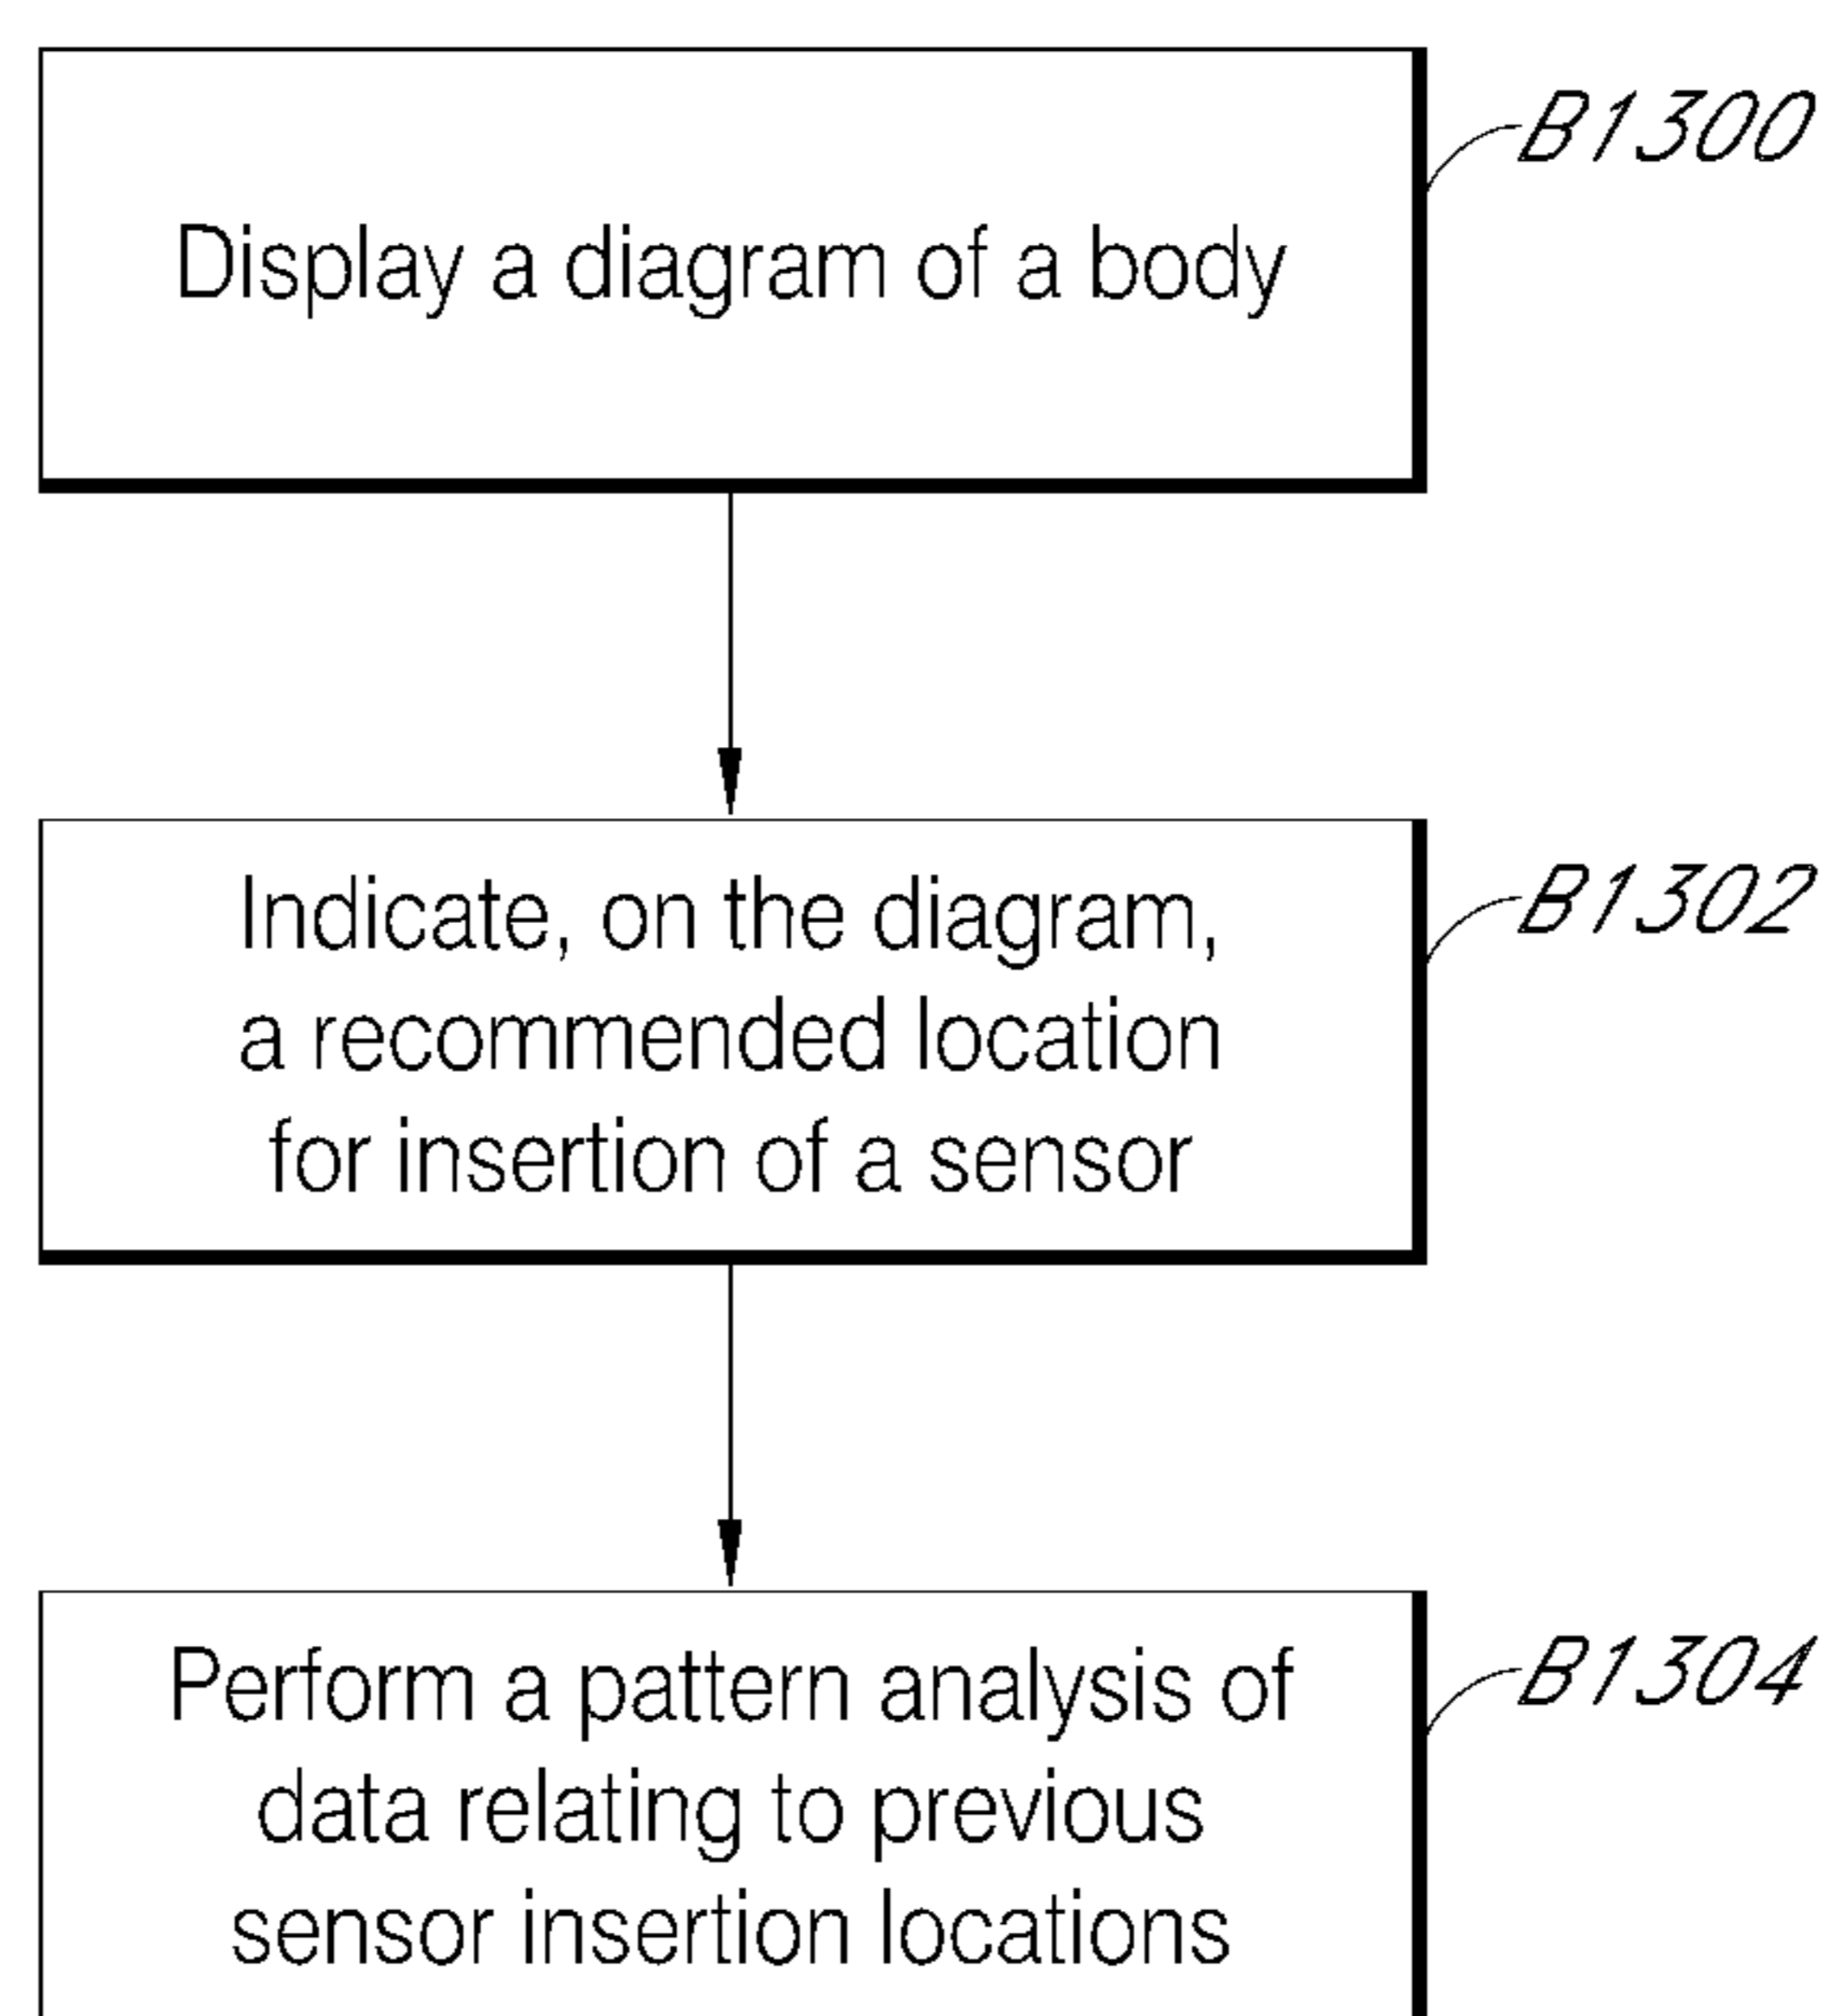 Display a diagram of a body
B1300
Indicate, on the diagram,
a recommended location
for insertion of a sensor
B1302
Perform a pattern analysis of
data relating to previous
sensor insertion locations
B1304